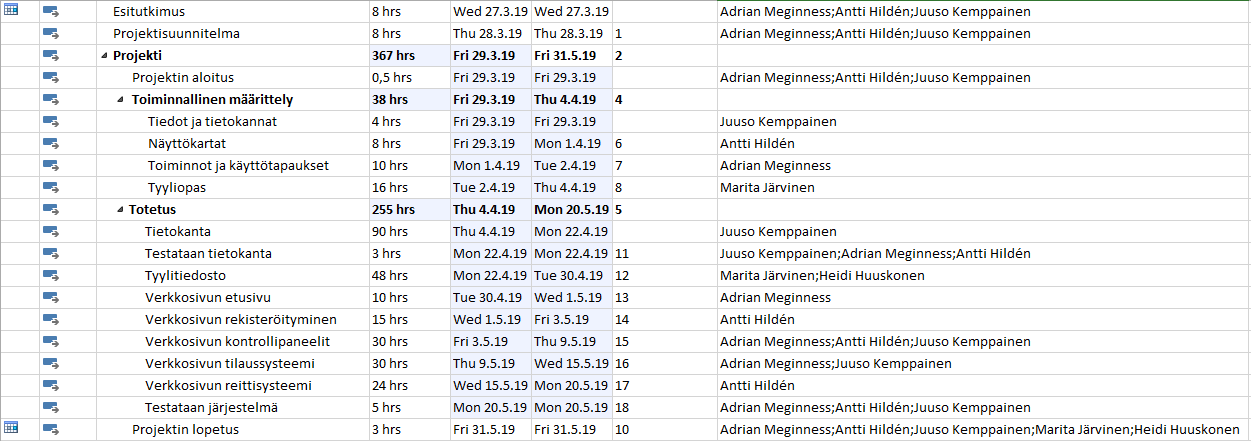 Esitutkimus 8 hrs Wed 27.3.19 Wed 27.3.19 Adrian Meginness;Antti Hildén;Juuso Kemppainen
Projektisuunnitelma 8 hrs Thu 28.3.19 Thu 28.3.19 1 Adrian Meginness;Antti Hildén;Juuso Kemppainen
Projekti 367 hrs Fri 29.3.19 Fri 31.5.19 2
Projektin aloitus 0,5 hrs Fri 29.3.19 Fri 29.3.19 Adrian Meginness;Antti Hildén;Juuso Kemppainen
Toiminnallinen määrittely 38 hrs Fri 29.3.19 Thu 4.4.19 4
Tiedot ja tietokannat 4 hrs Fri 29.3.19 Fri 29.3.19 Juuso Kemppainen
Näyttökartat 8 hrs Fri 29.3.19 Mon 1.4.19 6 Antti Hildén
Toiminnot ja käyttötapaukset 10 hrs Mon 1.4.19 Tue 2.4.19 7 Adrian Meginness
Tyyliopas 16 hrs Tue 2.4.19 Thu 4.4.19 8 Marita Järvinen
Totetus 255 hrs Thu 4.4.19 Mon 20.5.19 5
Tietokanta 90 hrs Thu 4.4.19 Mon 22.4.19 Juuso Kemppainen
Testataan tietokanta 3 hrs Mon 22.4.19 Mon 22.4.19 11 Juuso Kemppainen;Adrian Meginness;Antti Hildén
Tyylitiedosto 48 hrs Mon 22.4.19 Tue 30.4.19 12 Marita Järvinen;Heidi Huuskonen
Verkkosivun etusivu 10 hrs Tue 30.4.19 Wed 1.5.19 13 Adrian Meginness
Verkkosivun rekisteröityminen 15 hrs Wed 1.5.19 Fri 3.5.19 14 Antti Hildén
Verkkosivun kontrollipaneelit 30 hrs Fri 3.5.19 Thu 9.5.19 15 Adrian Meginness;Antti Hildén;Juuso Kemppainen
Verkkosivun tilaussysteemi 30 hrs Thu 9.5.19 Wed 15.5.19 16 Adrian Meginness;Juuso Kemppainen
Verkkosivun reittisysteemi 24 hrs Wed 15.5.19 Mon 20.5.19 17 Antti Hildén
Testataan järjestelmä 5 hrs Mon 20.5.19 Mon 20.5.19 18 Adrian Meginness;Antti Hildén;Juuso Kemppainen
Projektin lopetus 3 hrs Fri 31.5.19 Fri 31.5.19 10 Adrian Meginness;Antti Hildén;Juuso Kemppainen;Marita Järvinen;Heidi Huuskonen